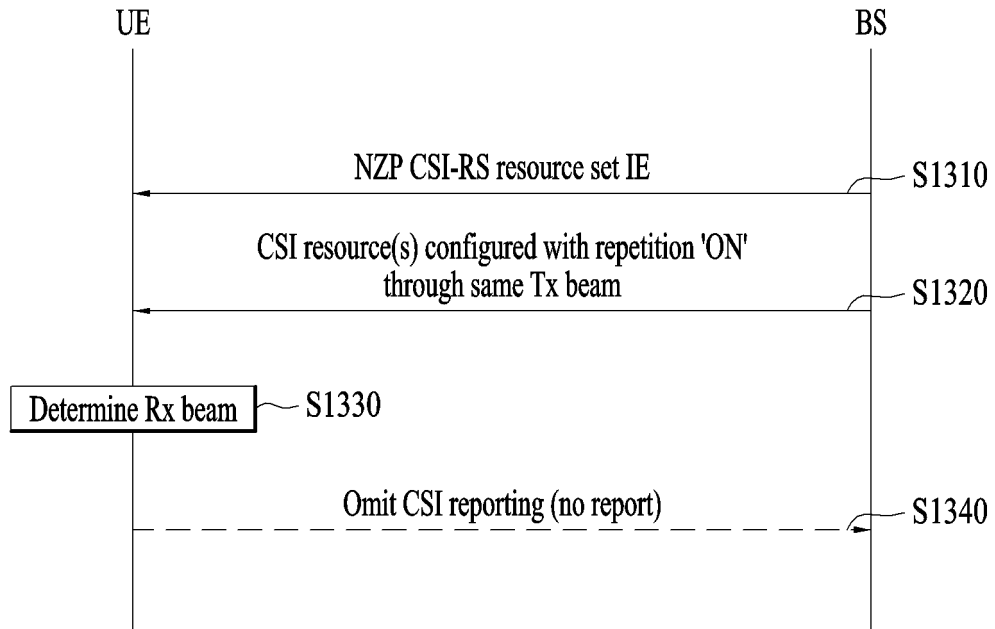 UE
BS
NZP CSI-RS resource set IE
S1310
CSI resource(s) configured with repetition 'ON'
through same Tx beam
S1320
Determine Rx beam
S1330
Omit CSI reporting (no report)
S1340